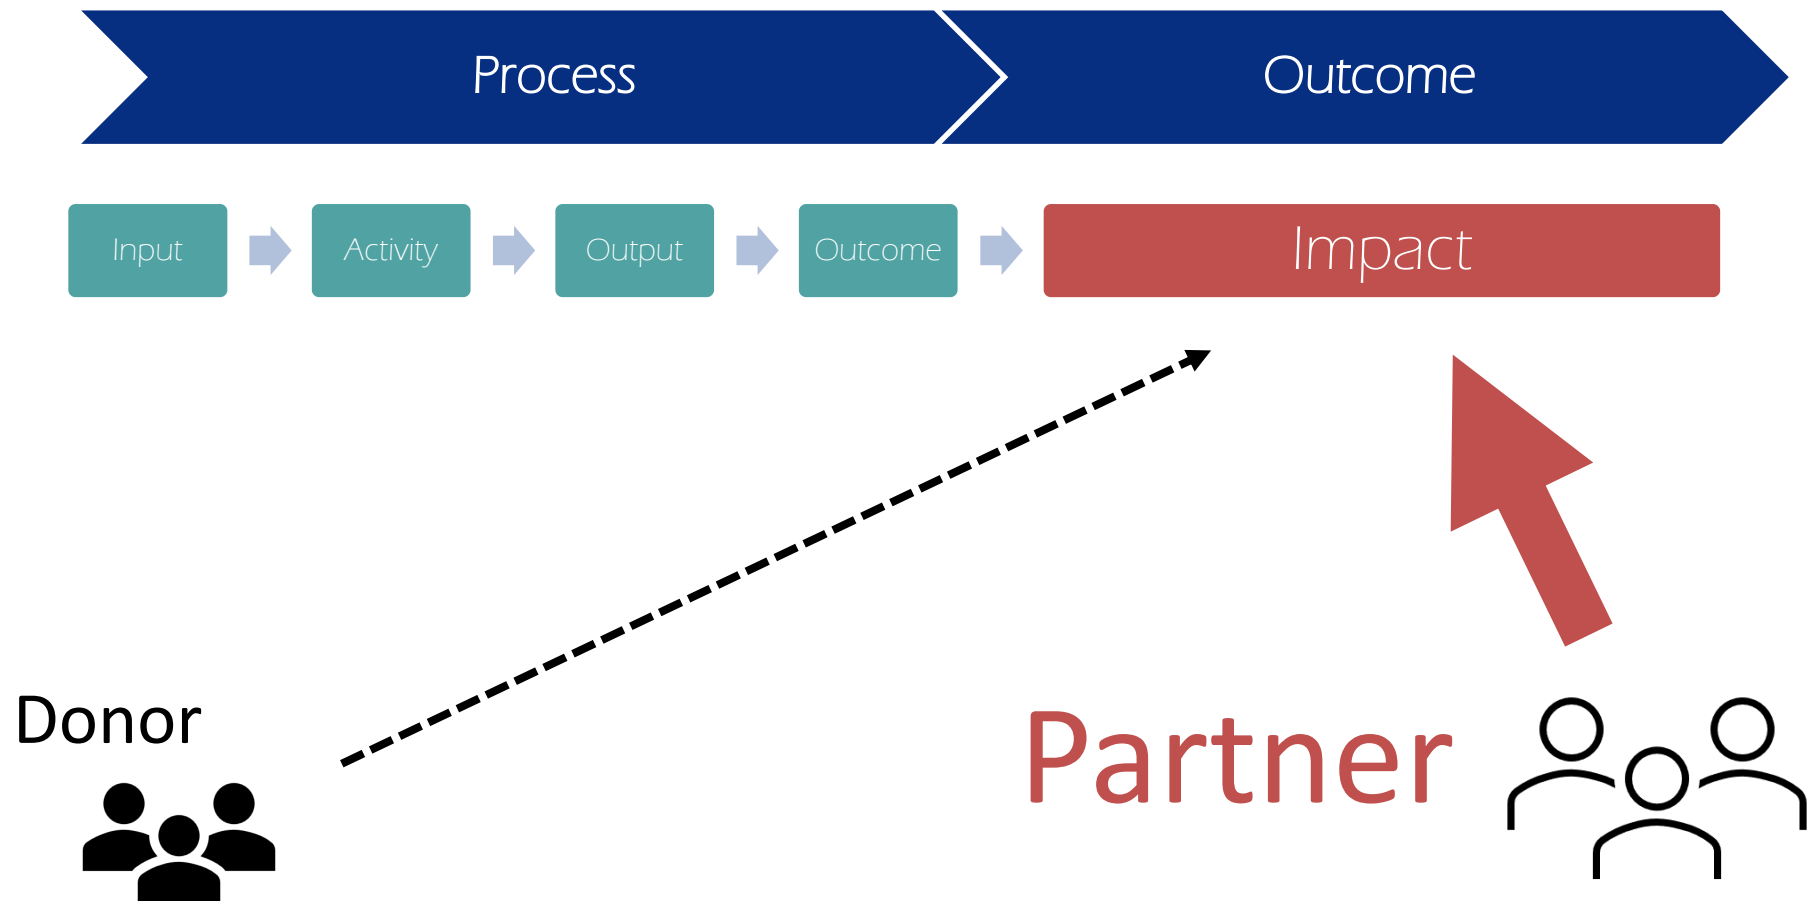 Process
Outcome
Input
Activity
Output
Outcome
Impact
Donor
Partner